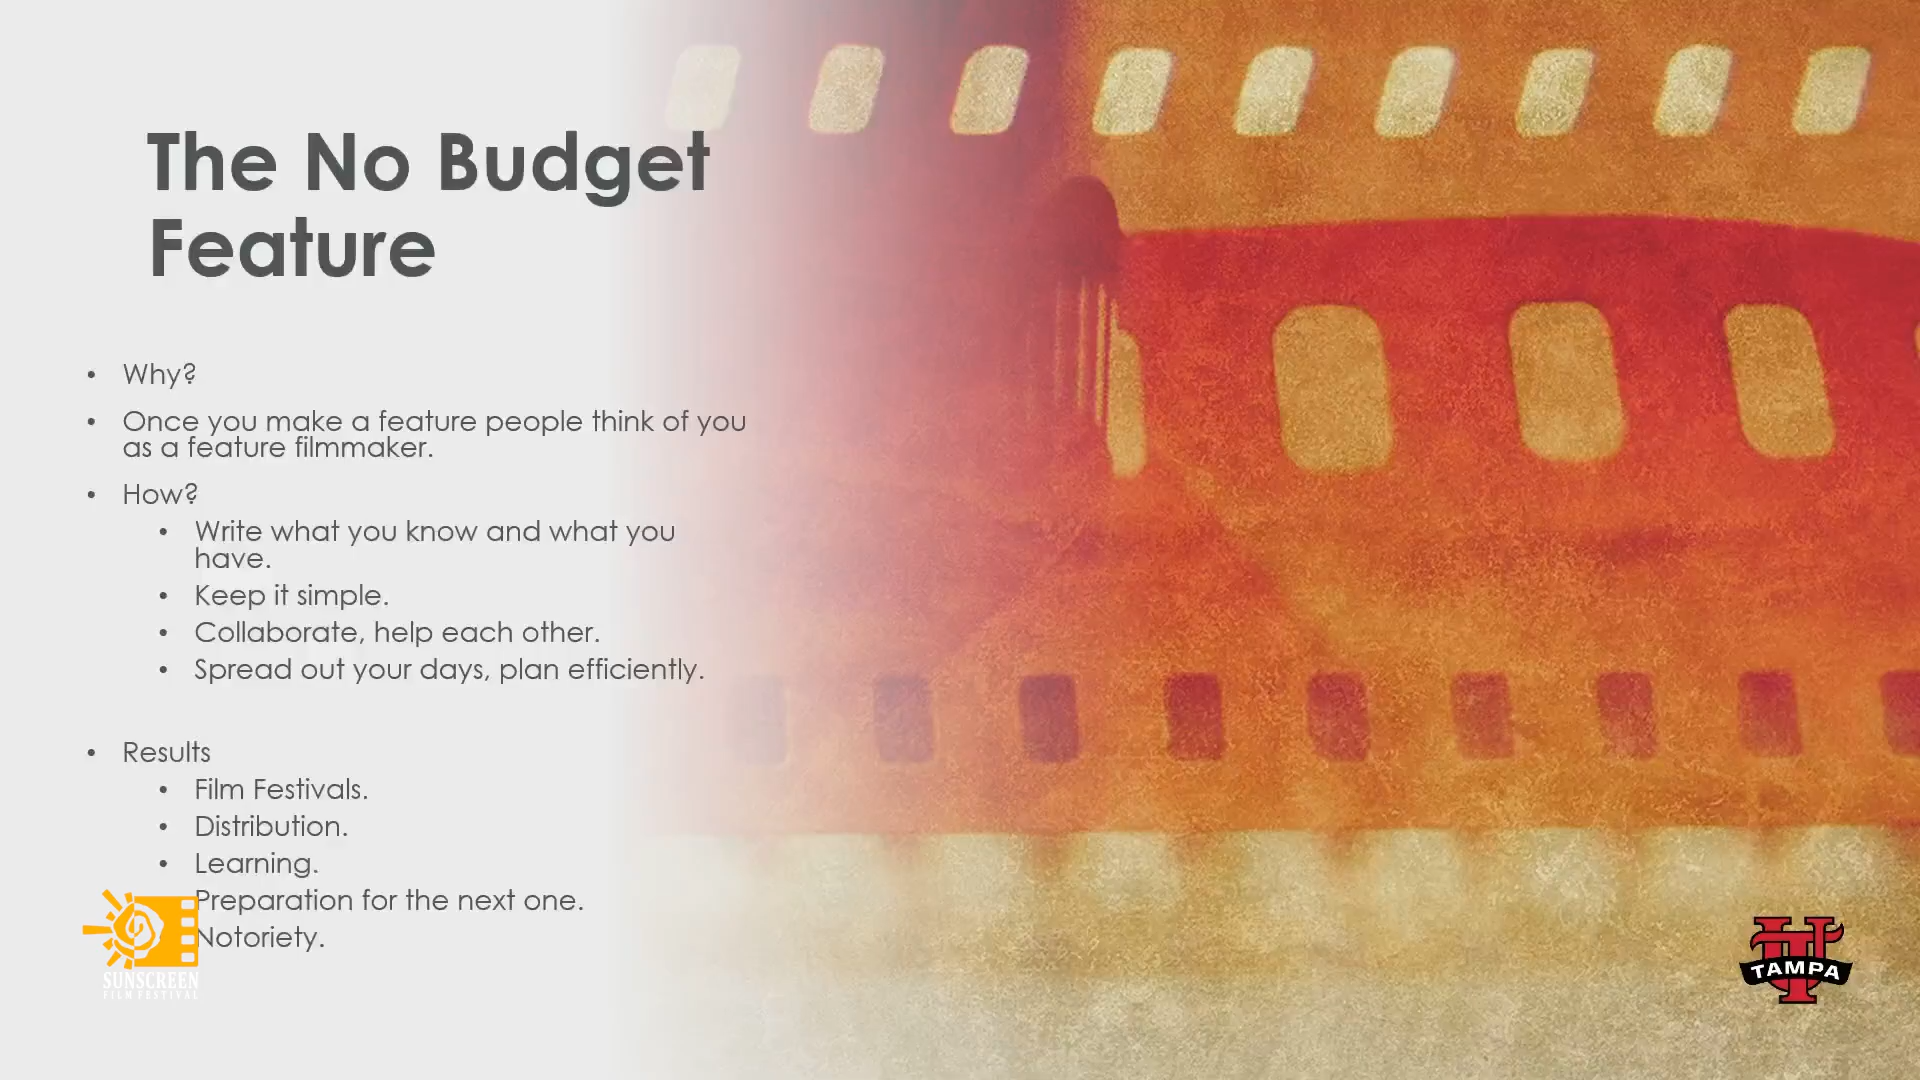 The No Budget
Feature
• Why?
• Once you make a feature people think of you
as a feature filmmaker.
• How?
• Write what you know and what you
have.
• Keep it simple.
• Collaborate, help each other.
• Spread out your days, plan efficiently.
• Results
• Film Festivals.
• Distribution.
• Learning.
Preparation for the next one.
Notoriety.
SUNSCREEN
FILM FESTIVAL
UT
TAMPA